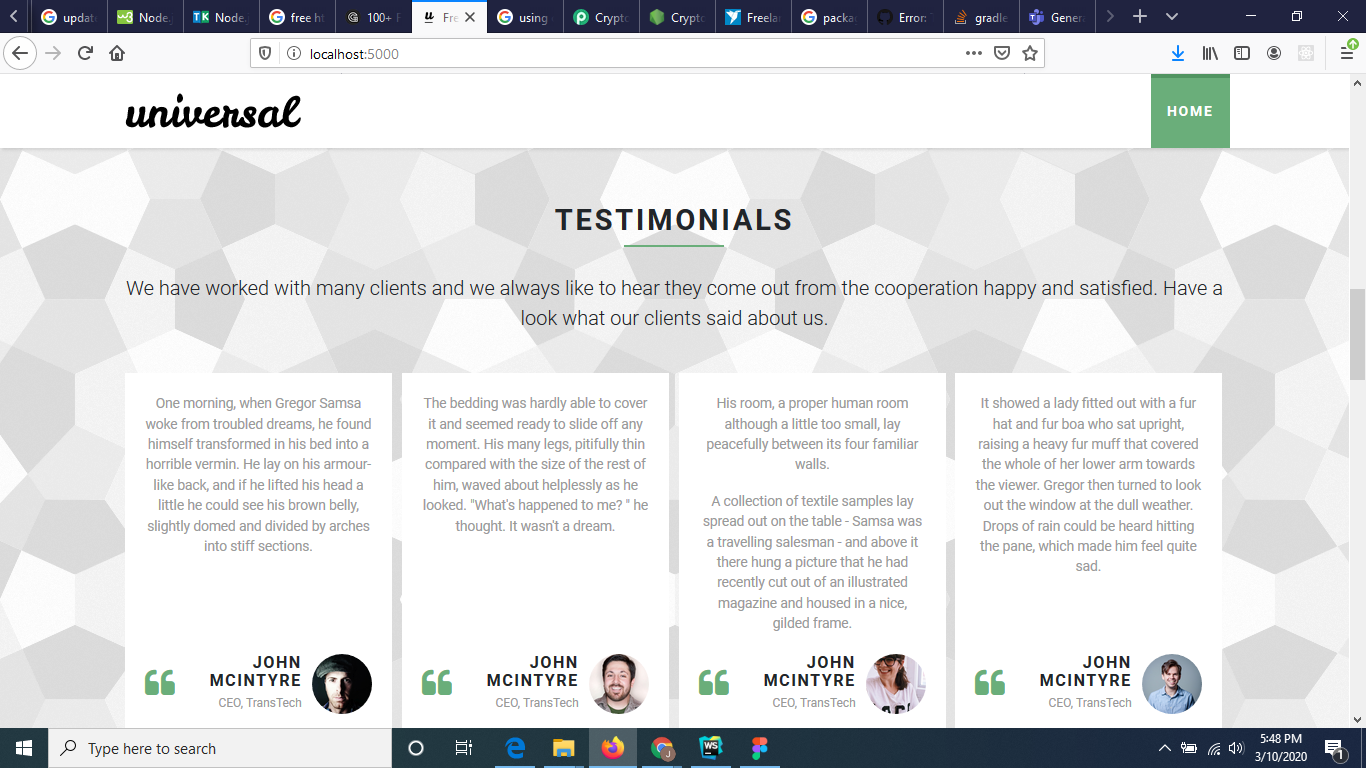 updat
Node.
Node.
free ht
100+ F
Fre
using
Crypto
Crypto
Freelan
packa
Error:
gradle
Gener
localhost:5000
universal
HOME
TESTIMONIALS
We have worked with many clients and we always like to hear they come out from the cooperation happy and satisfied. Have a
look what our clients said about us.
One morning, when Gregor Samsa
woke from troubled dreams, he found
himself transformed in his bed into a
horrible vermin. He lay on his armour-
like back, and if he lifted his head a
little he could see his brown belly,
slightly domed and divided by arches
into stiff sections.
JOHN
MCINTYRE
CEO, TransTech
The bedding was hardly able to cover
it and seemed ready to slide off any
moment. His many legs, pitifully thin
compared with the size of the rest of
him, waved about helplessly as he
looked. "What's happened to me? " he
thought. It wasn't a dream.
JOHN
MCINTYRE
CEO, TransTech
His room, a proper human room
although a little too small, lay
peacefully between its four familiar
walls.
A collection of textile samples lay
spread out on the table - Samsa was
a travelling salesman - and above it
there hung a picture that he had
recently cut out of an illustrated
magazine and housed in a nice,
gilded frame.
JOHN
MCINTYRE
CEO, TransTech
It showed a lady fitted out with a fur
hat and fur boa who sat upright,
raising a heavy fur muff that covered
the whole of her lower arm towards
the viewer. Gregor then turned to look
out the window at the dull weather.
Drops of rain could be heard hitting
the pane, which made him feel quite
sad.
JOHN
MCINTYRE
CEO, TransTech
Type here to search
5:48 PM
3/10/2020